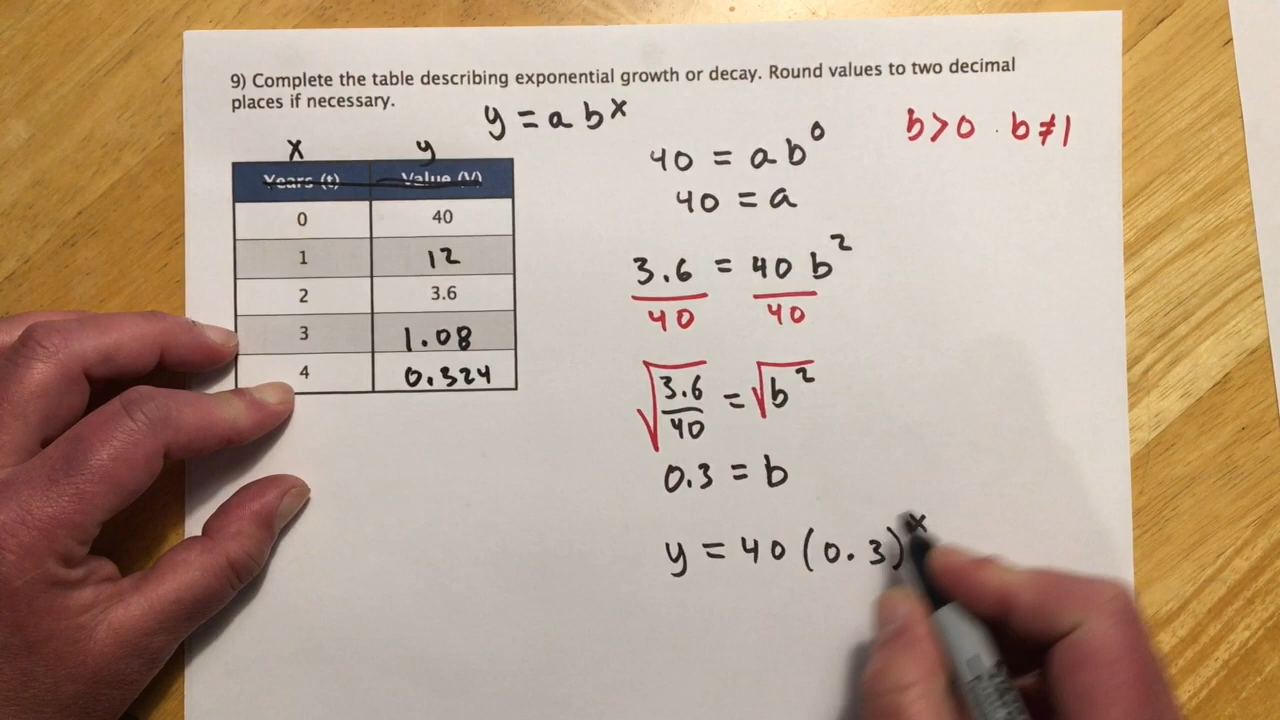 9) Complete the table describing exponential growth or decay. Round values to two decimal
places if necessary.
y = a b^x
b>0 . b≠1
x y
Years (t) Value (V)
0 40
1 12
2 3.6
3 1.08
4 0.324
40 = a b^0
40 = a
3.6 = 40 b^2
40 40
√3.6/40 = √b^2
0.3 = b
y = 40 (0.3)^x